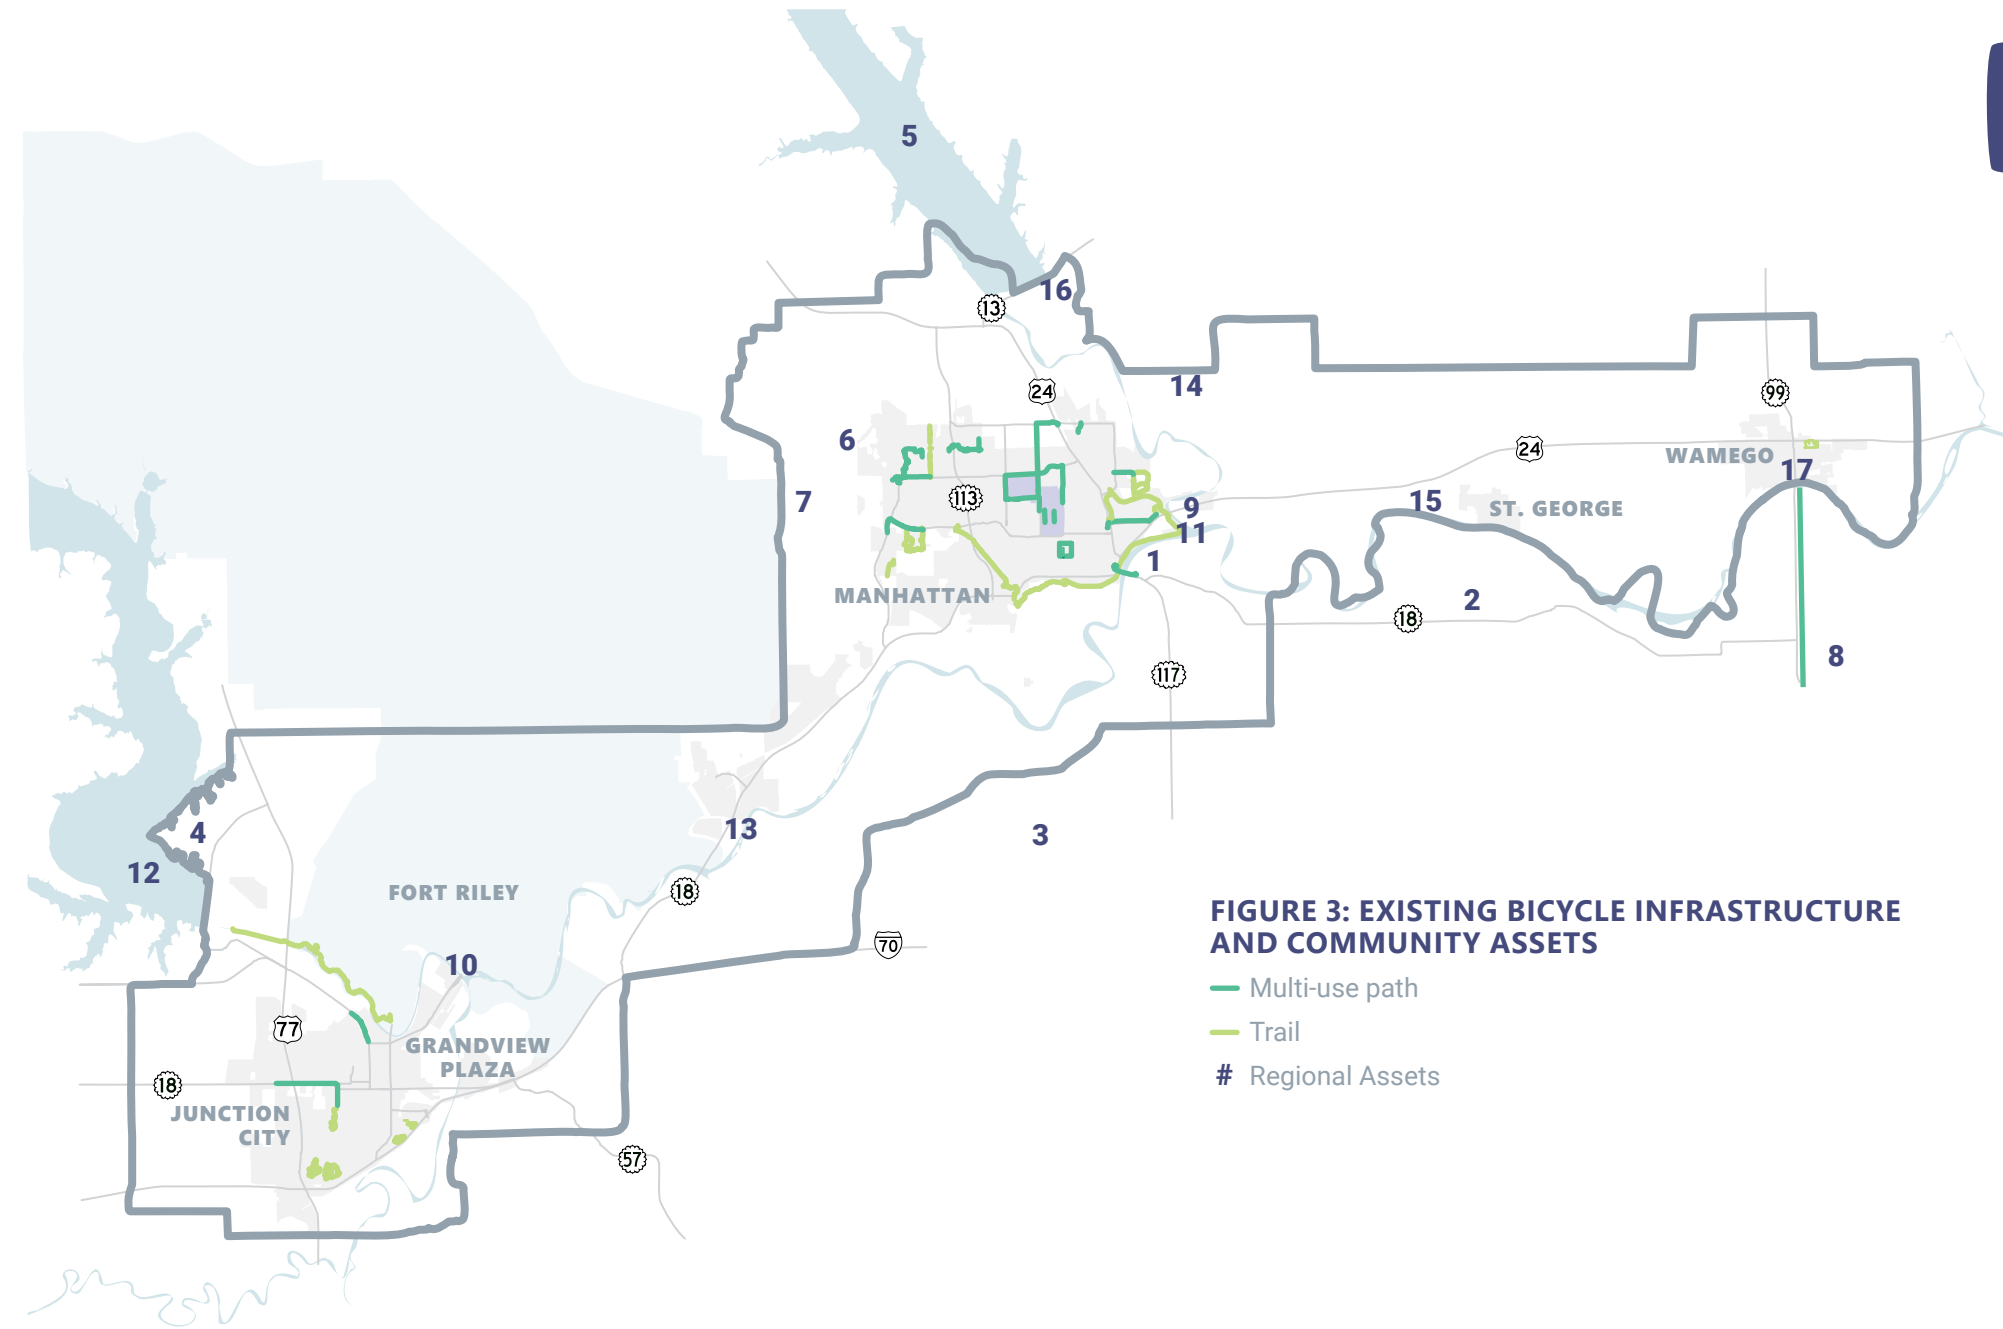 5
16
13
14
24
99
6
24
WAMEGO
17
7
113
9
15
ST. GEORGE
11
1
MANHATTAN
2
18
8
117
4
13
3
12
18
FORT RILEY
FIGURE 3: EXISTING BICYCLE INFRASTRUCTURE
AND COMMUNITY ASSETS
70
10
Multi-use path
77
Trail
GRANDVIEW
PLAZA
# Regional Assets
18
JUNCTION
CITY
57